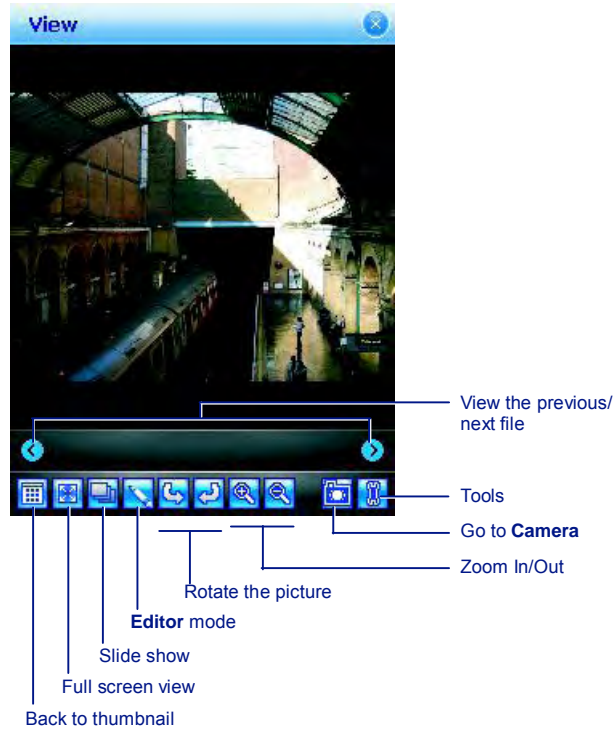 View
View the previous/
next file
Tools
Go to Camera
Zoom In/Out
Rotate the picture
Editor mode
Slide show
Full screen view
Back to thumbnail